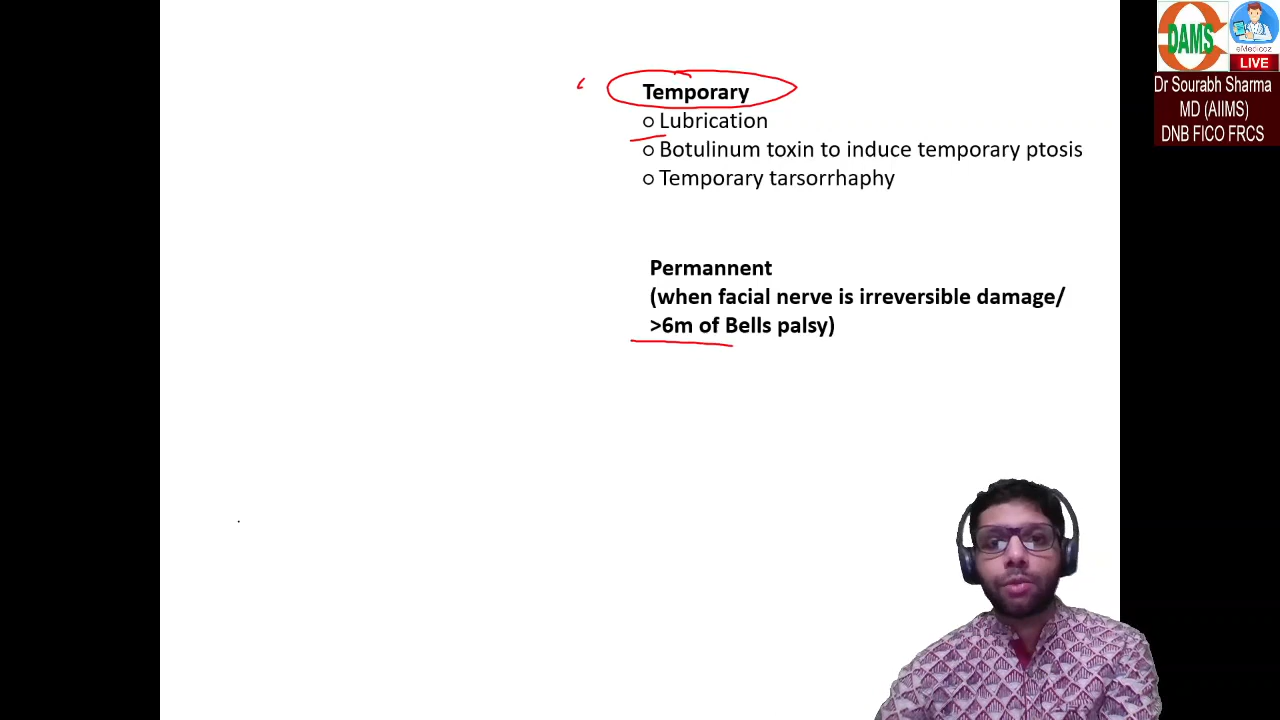 DAMS
eMedicoz
LIVE
Dr Sourabh Sharma
MD (AIIMS)
DNB FICO FRCS
Temporary
○ Lubrication
○ Botulinum toxin to induce temporary ptosis
○ Temporary tarsorrhaphy
Permannent
(when facial nerve is irreversible damage/
>6m of Bells palsy)